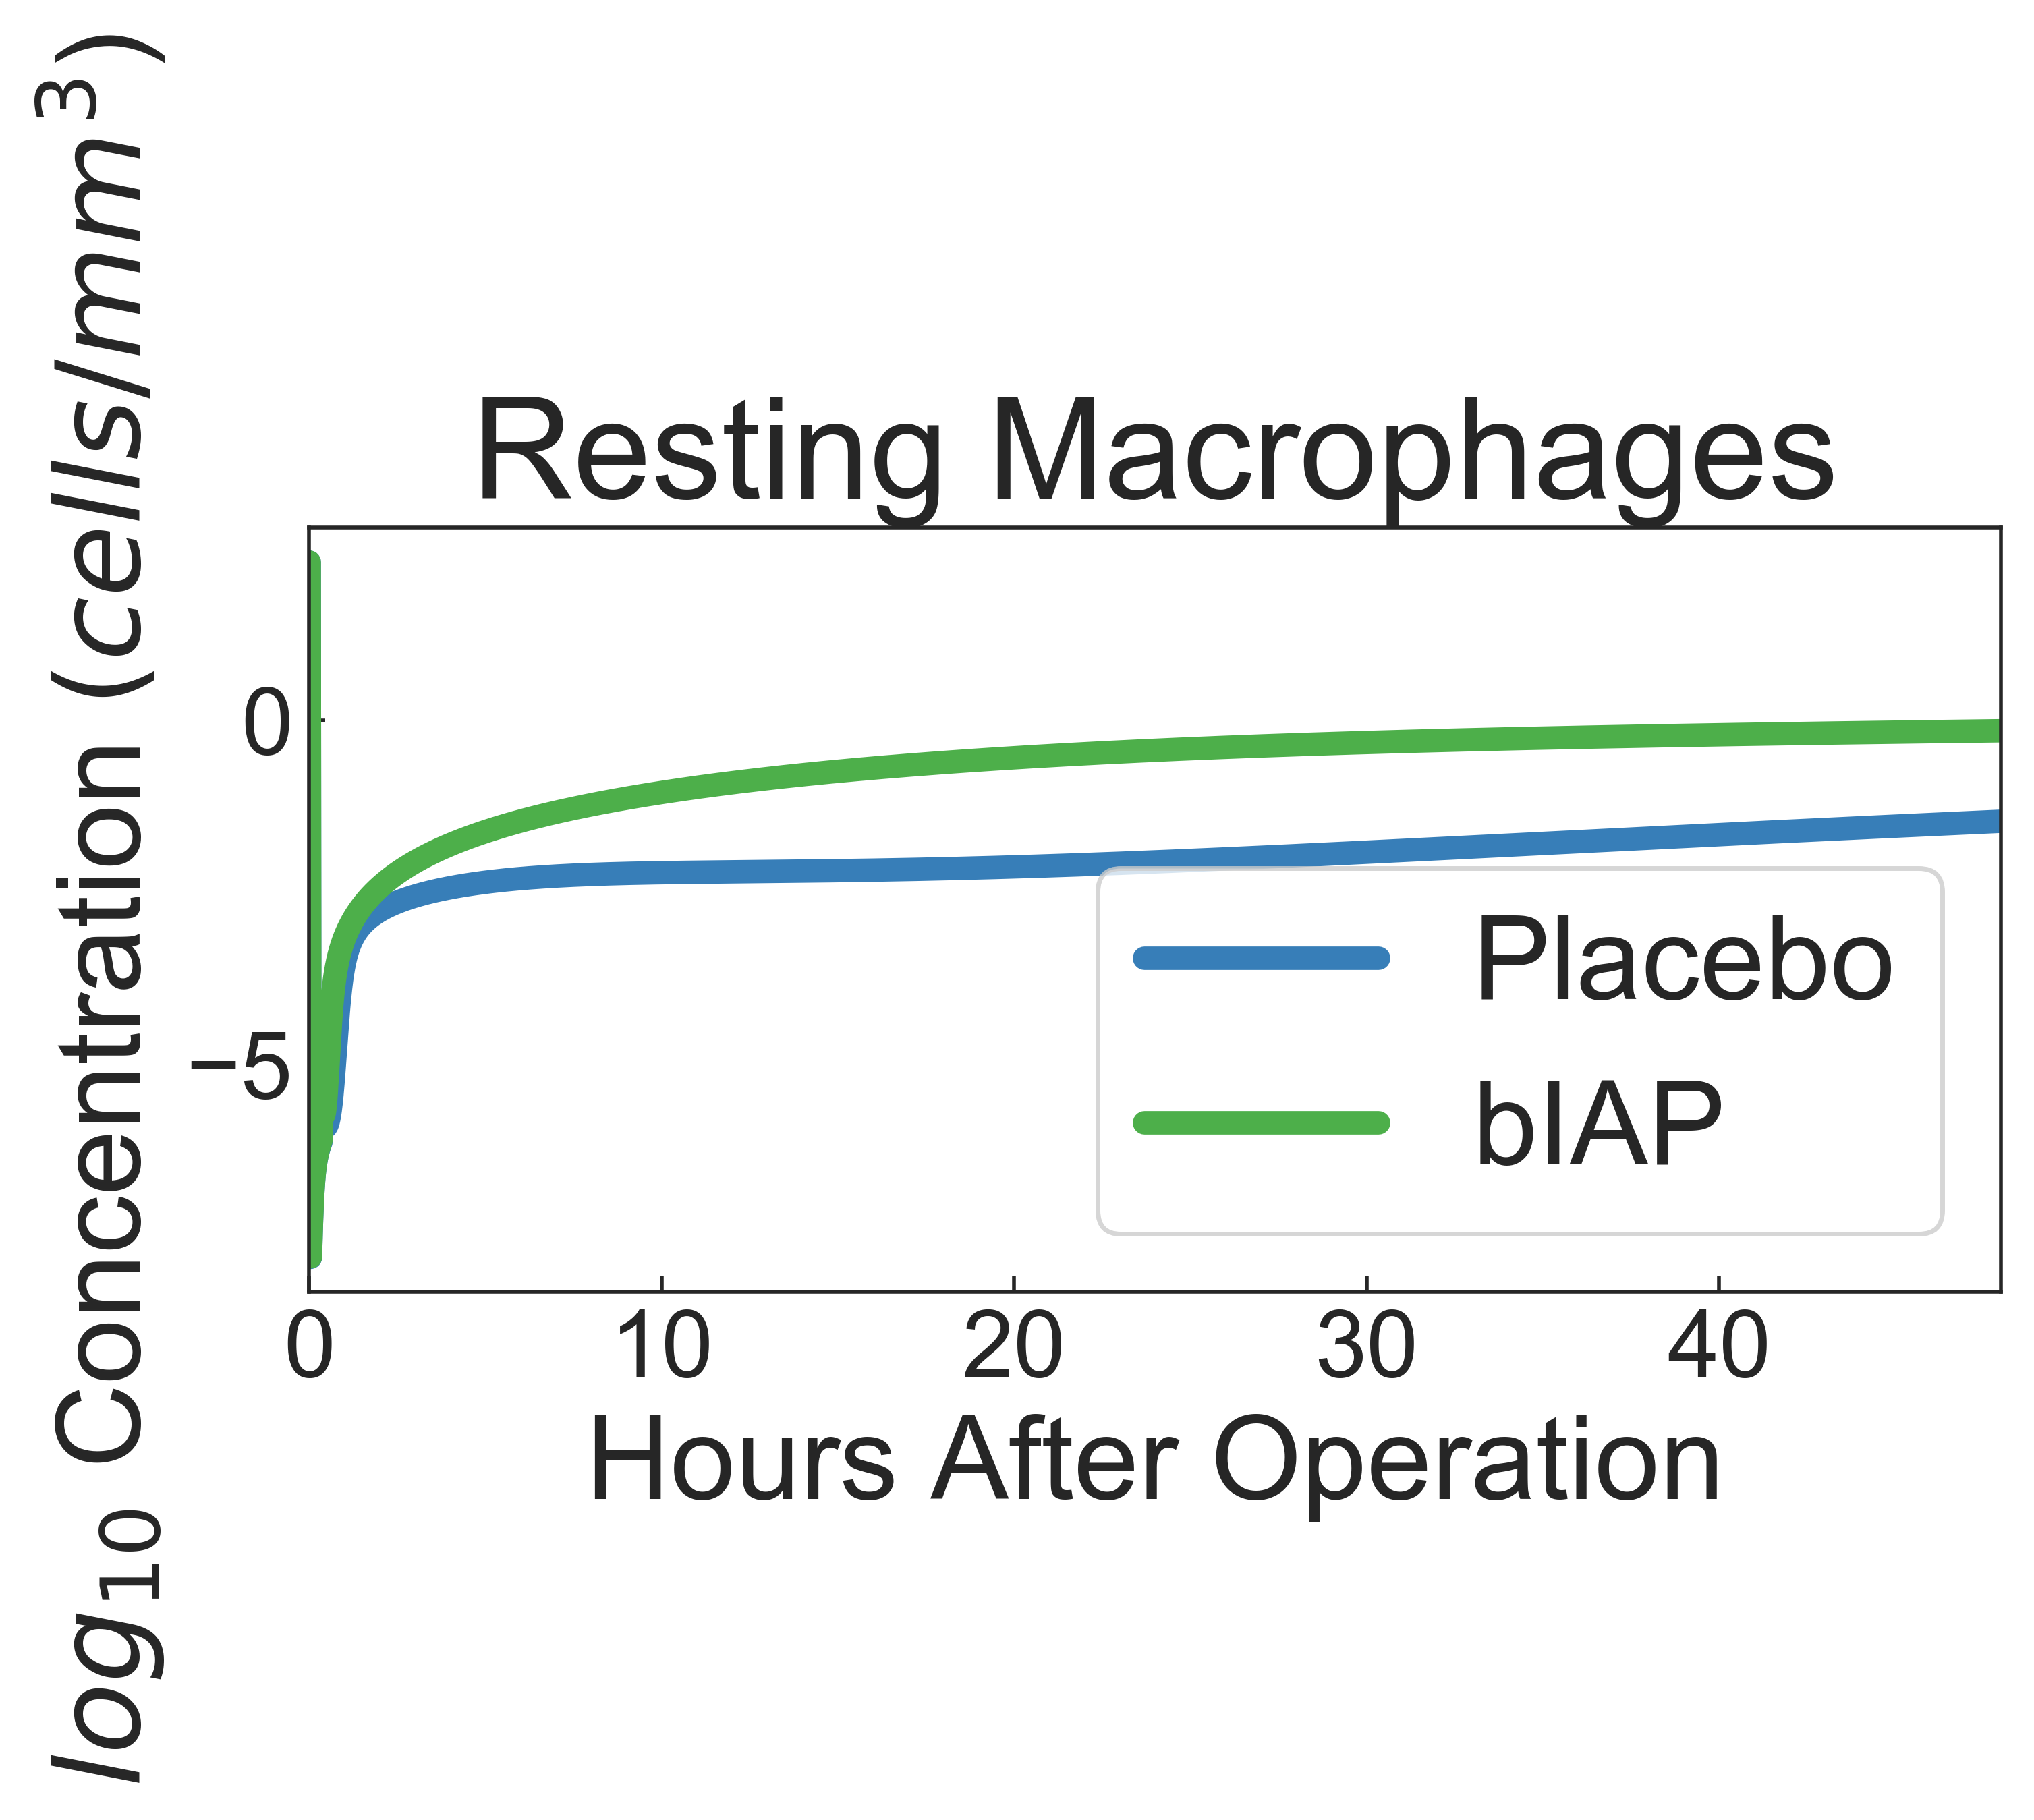 Resting Macrophages
log10 Concentration (cells/mm3)
0
−5
Placebo
bIAP
0 10 20 30 40
Hours After Operation